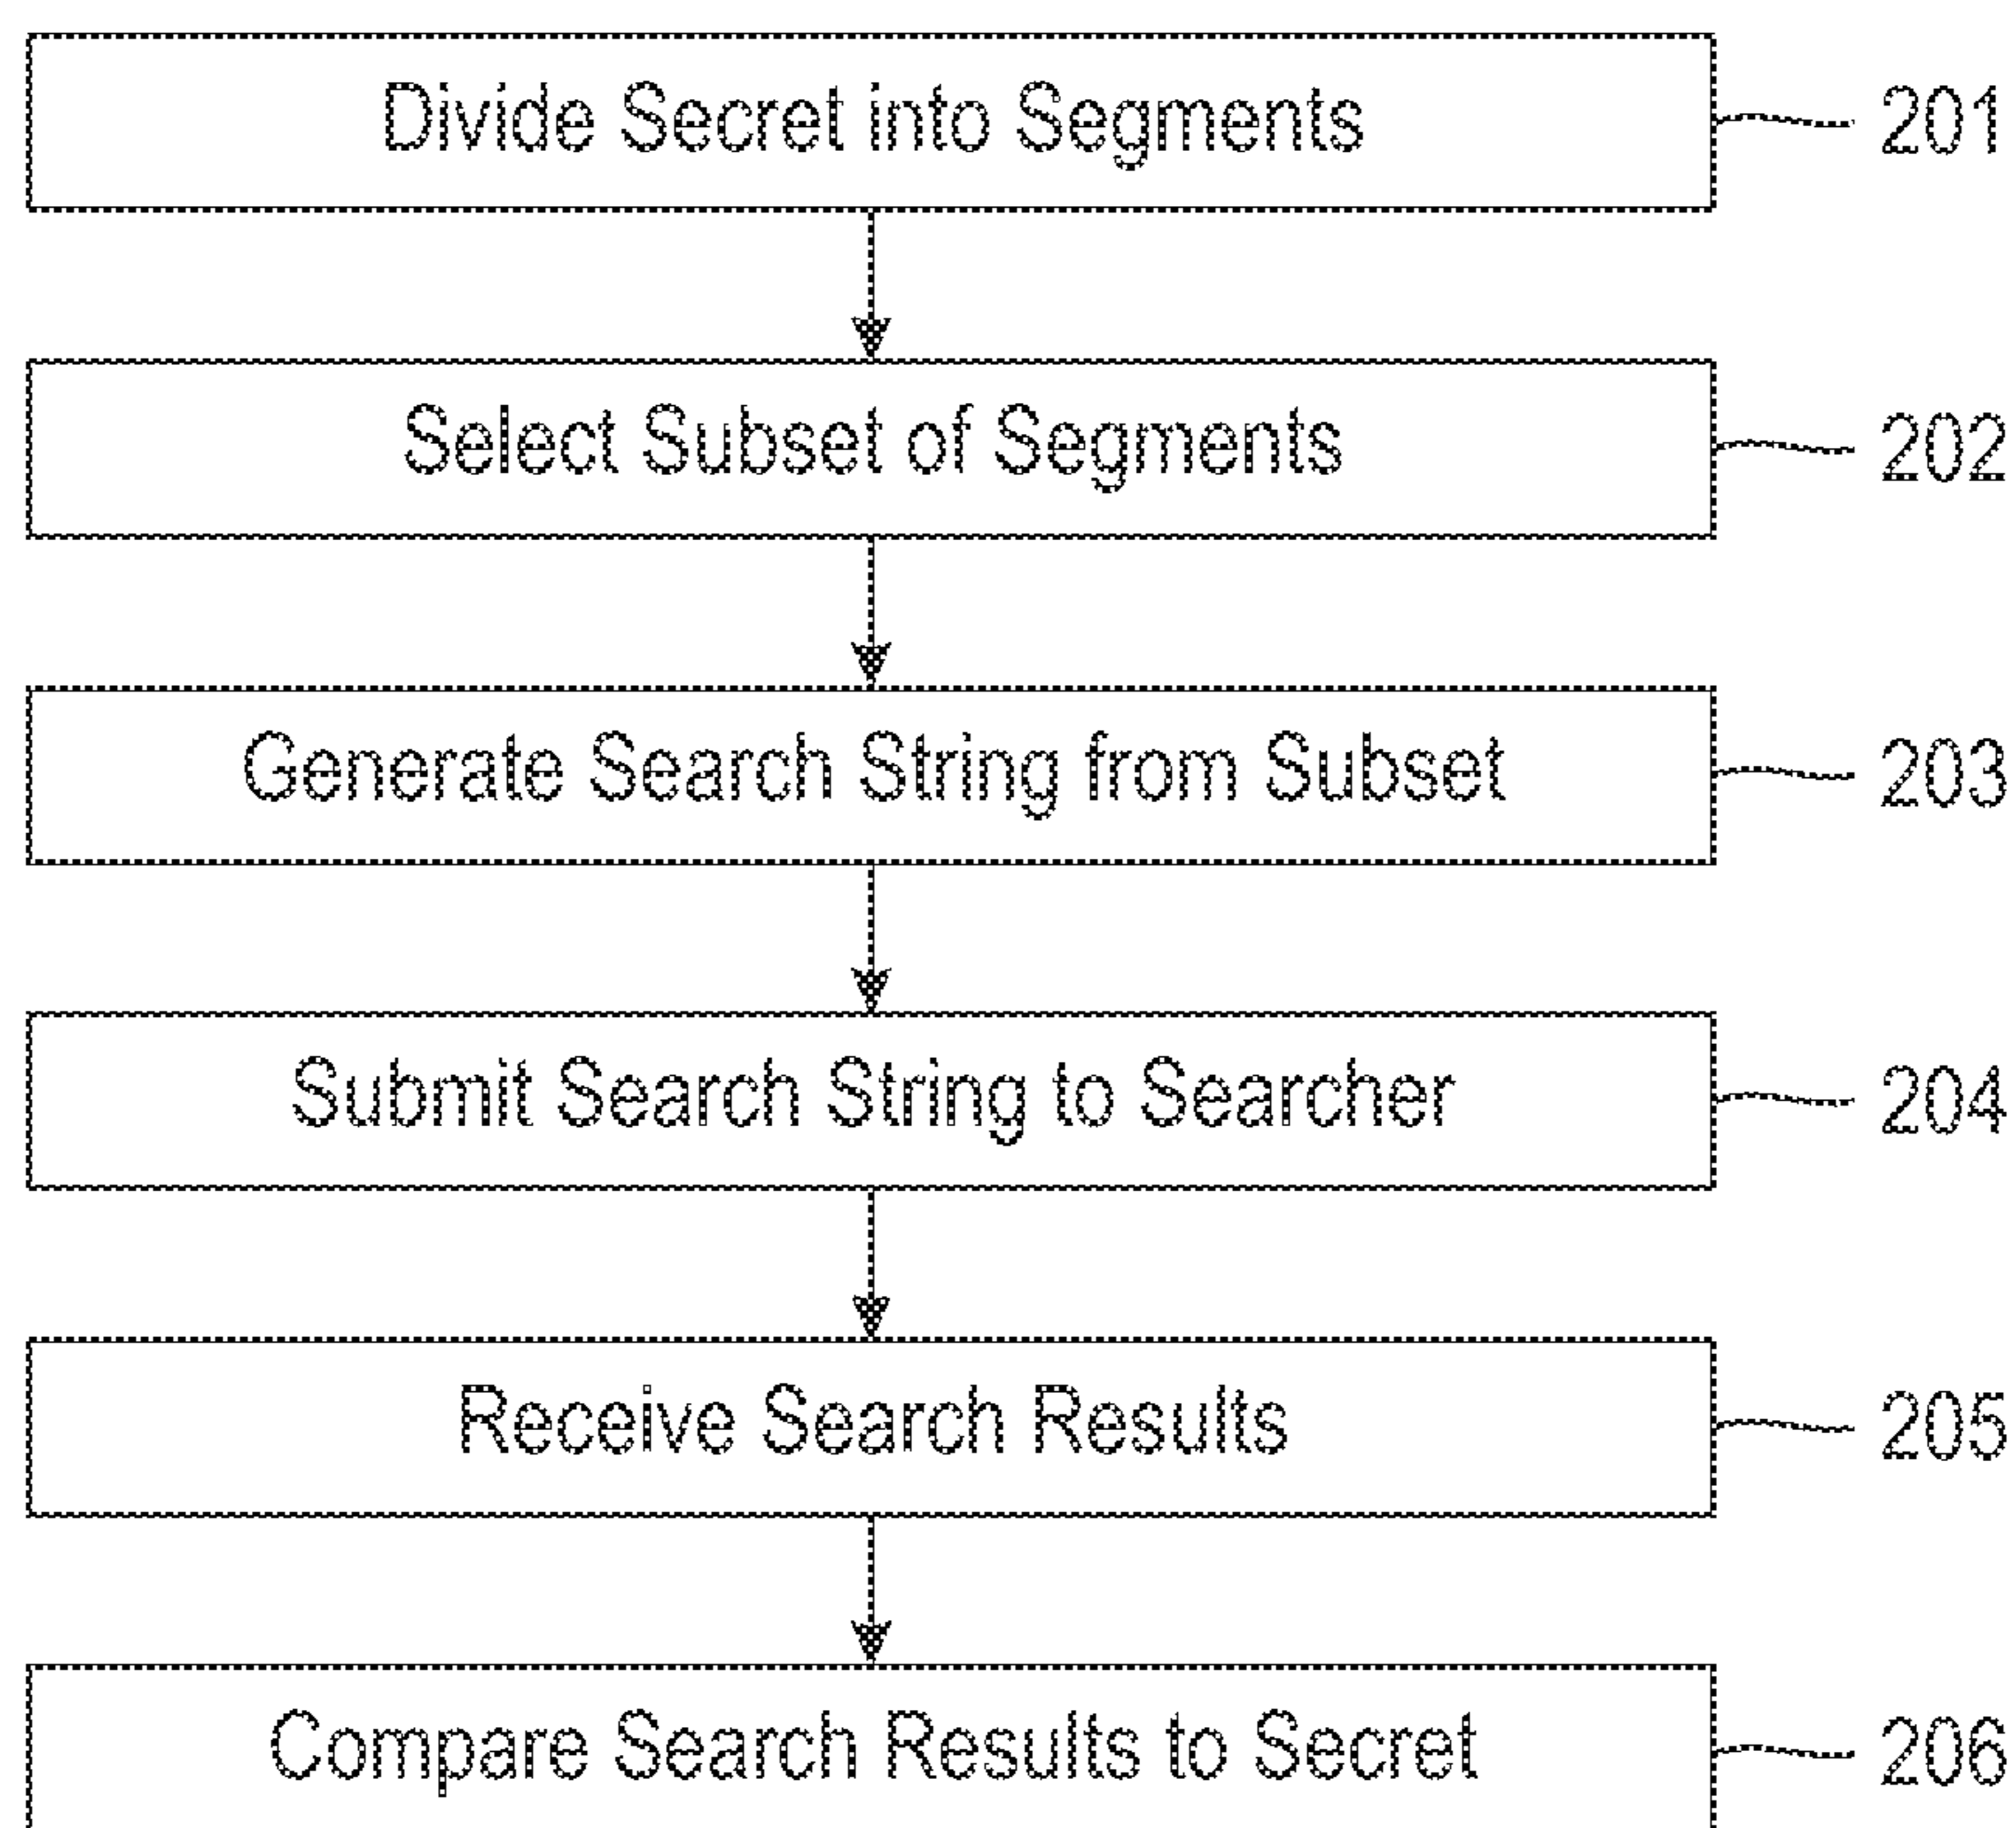 Divide Secret into Segments 201
Select Subset of Segments 202
Generate Search String from Subset 203
Submit Search String to Searcher 204
Receive Search Results 205
Compare Search Results to Secret 206